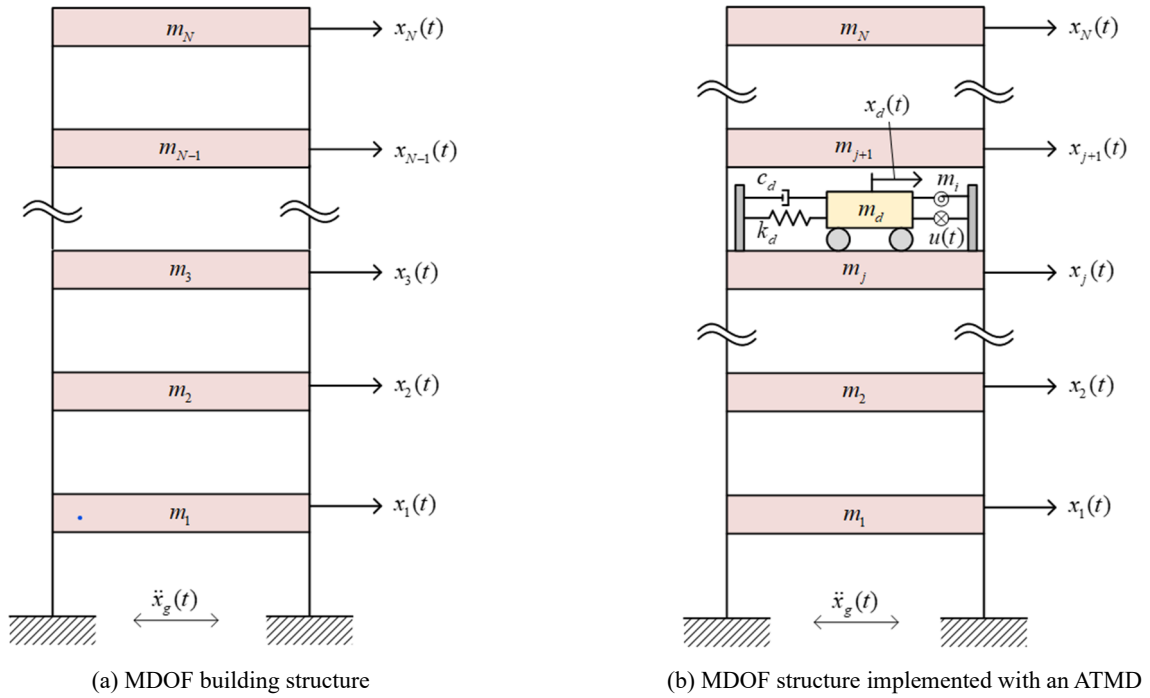 m_N
x_N(t)
m_{N-1}
x_{N-1}(t)
m_3
x_3(t)
m_2
x_2(t)
m_1
x_1(t)
ẍ_g(t)
(a) MDOF building structure
m_N
x_N(t)
x_d(t)
m_{j+1}
x_{j+1}(t)
c_d
m_i
m_d
k_d
u(t)
m_j
x_j(t)
m_2
x_2(t)
m_1
x_1(t)
ẍ_g(t)
(b) MDOF structure implemented with an ATMD